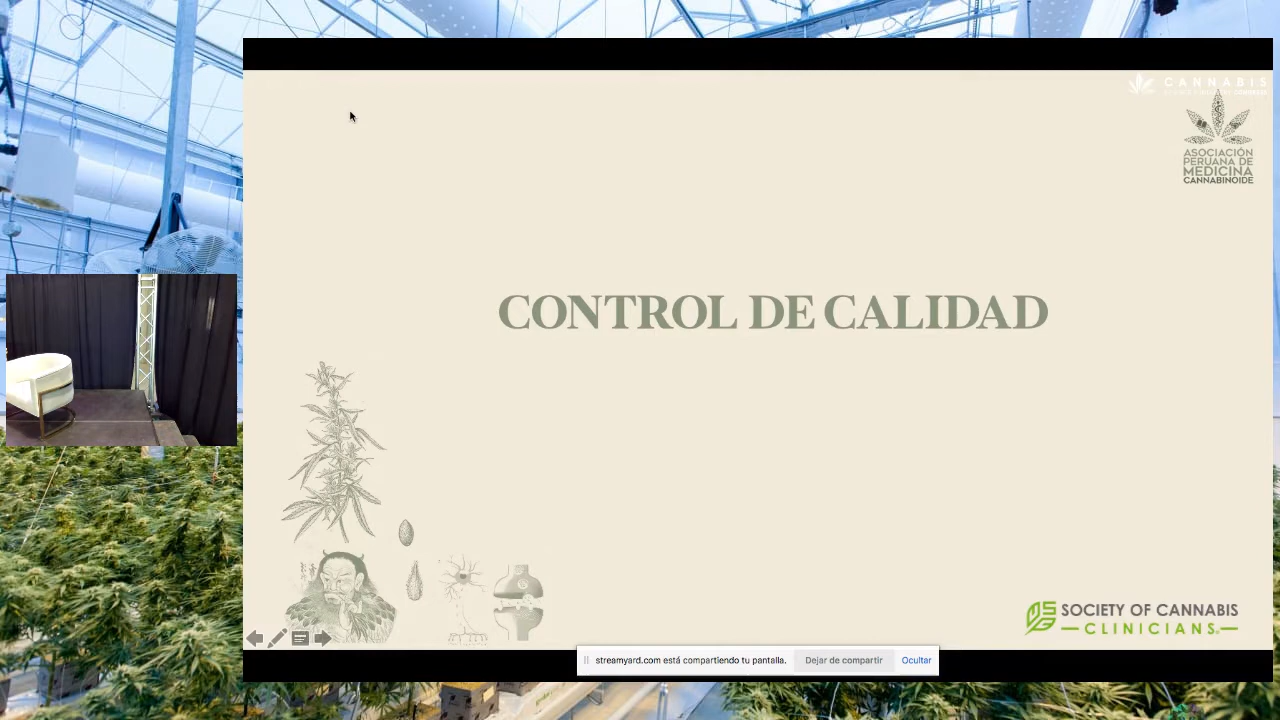 CANNABIS
ASOCIACIÓN
PERUANA DE
MEDICINA
CANNABINOIDE
CONTROL DE CALIDAD
SOCIETY OF CANNABIS
CLINICIANS
streamyard.com está compartiendo tu pantalla.
Dejar de compartir
Ocultar